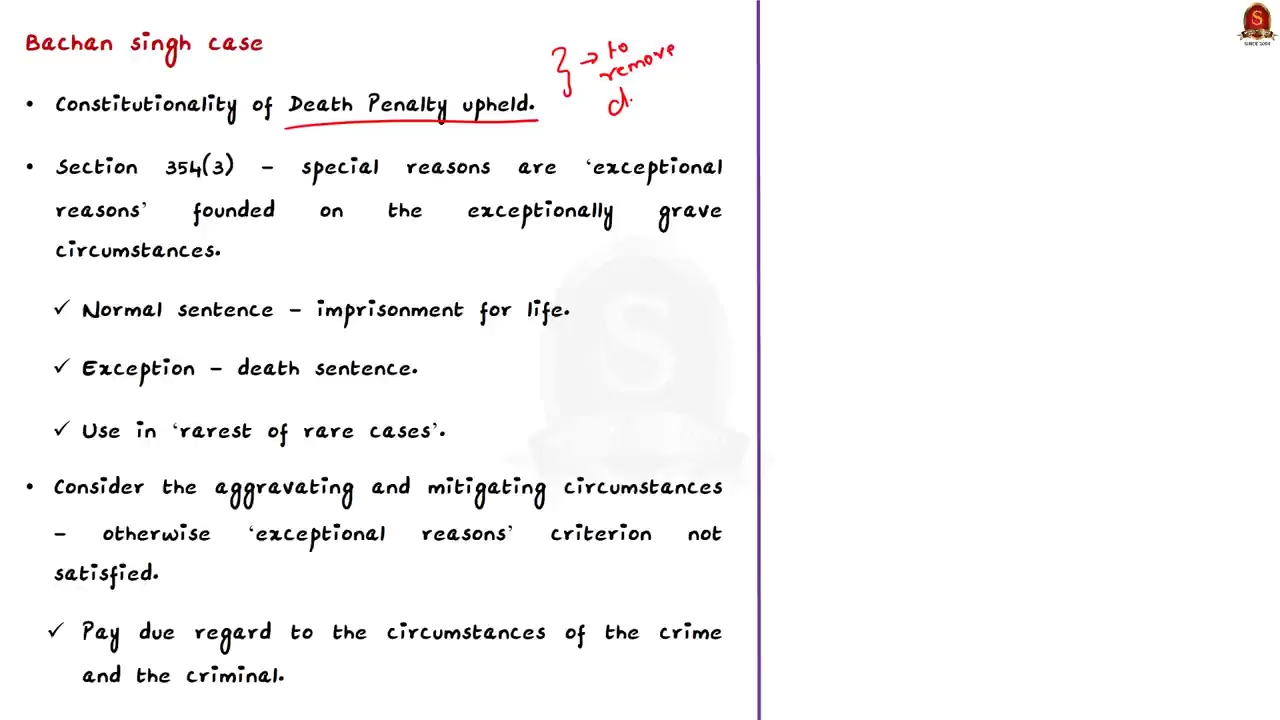 Bachan singh case
• Constitutionality of Death Penalty upheld.
} → to
remove
d.
• Section 354(3) – special reasons are ‘exceptional
reasons’ founded on the exceptionally grave
circumstances.
✓ Normal sentence – imprisonment for life.
✓ Exception – death sentence.
✓ Use in ‘rarest of rare cases’.
• Consider the aggravating and mitigating circumstances
– otherwise ‘exceptional reasons’ criterion not
satisfied.
✓ Pay due regard to the circumstances of the crime
and the criminal.
S
SINCE 2004
S